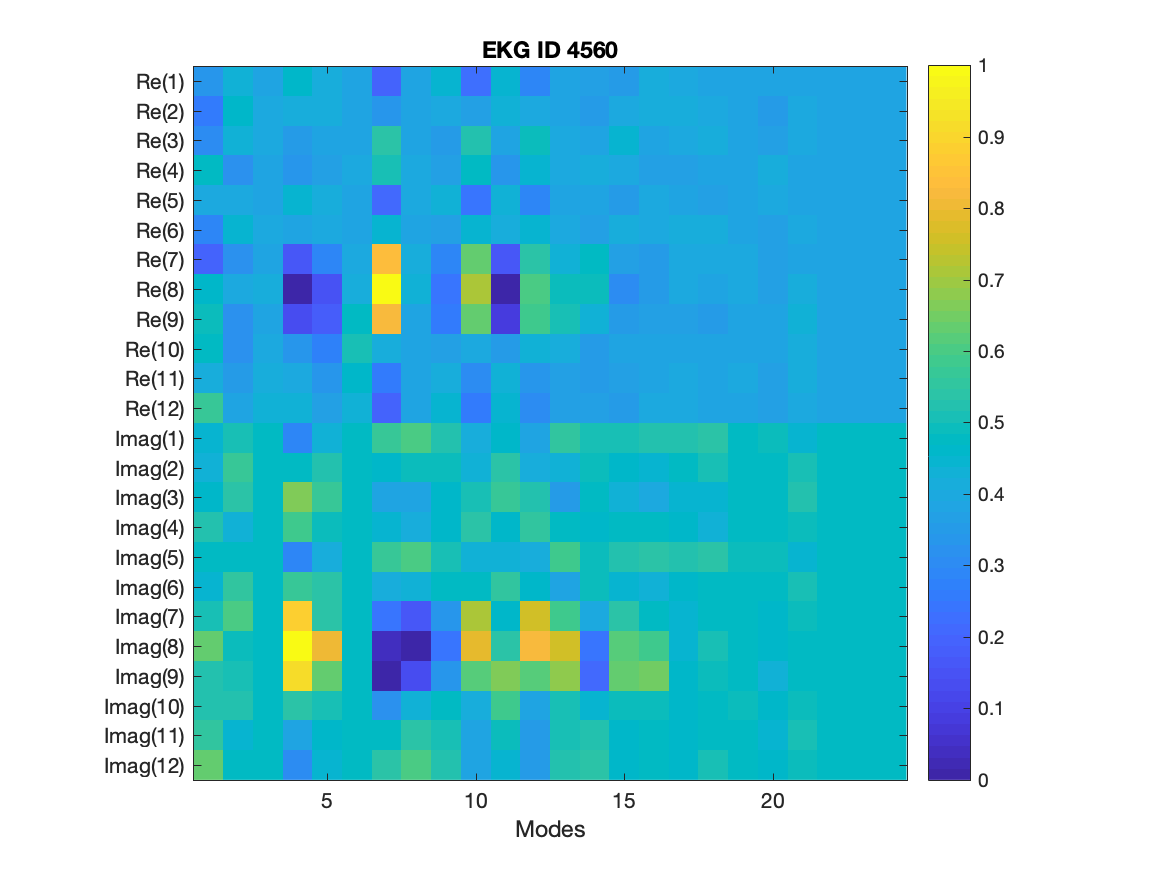 EKG ID 4560
Re(1)
Re(2)
Re(3)
Re(4)
Re(5)
Re(6)
Re(7)
Re(8)
Re(9)
Re(10)
Re(11)
Re(12)
Imag(1)
Imag(2)
Imag(3)
Imag(4)
Imag(5)
Imag(6)
Imag(7)
Imag(8)
Imag(9)
Imag(10)
Imag(11)
Imag(12)
5 10 15 20
Modes
1
0.9
0.8
0.7
0.6
0.5
0.4
0.3
0.2
0.1
0